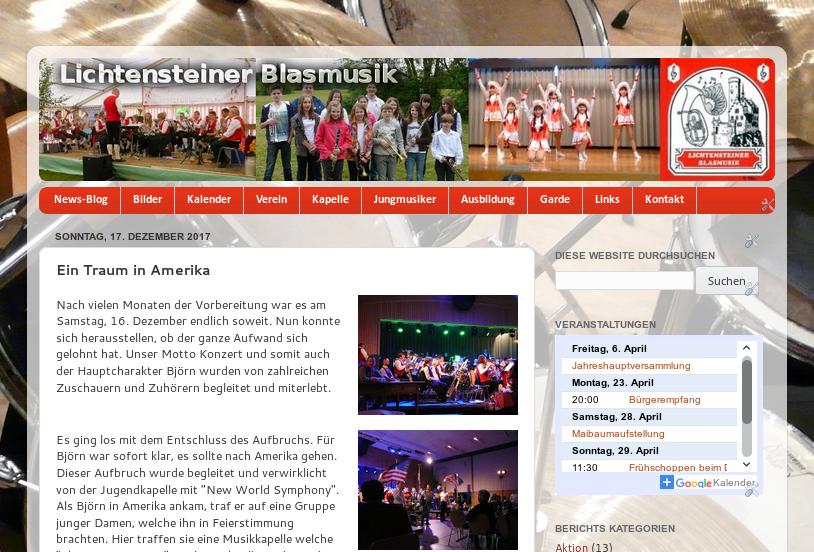 Lichtensteiner Blasmusik
LICHTENSTEINER
BLASMUSIK
News-Blog
Bilder
Kalender
Verein
Kapelle
Jungmusiker
Ausbildung
Garde
Links
Kontakt
SONNTAG, 17. DEZEMBER 2017
Ein Traum in Amerika
Nach vielen Monaten der Vorbereitung war es am
Samstag, 16. Dezember endlich soweit. Nun konnte
sich herausstellen, ob der ganze Aufwand sich
gelohnt hat. Unser Motto Konzert und somit auch
der Hauptcharakter Björn wurden von zahlreichen
Zuschauern und Zuhörern begleitet und miterlebt.
Es ging los mit dem Entschluss des Aufbruchs. Für
Björn war sofort klar, es sollte nach Amerika gehen.
Dieser Aufbruch wurde begleitet und verwirklicht
von der Jugendkapelle mit "New World Symphony".
Als Björn in Amerika ankam, traf er auf eine Gruppe
junger Damen, welche ihn in Feierstimmung
brachten. Hier traffen sie eine Musikkapelle welche
DIESE WEBSITE DURCHSUCHEN
Suchen
VERANSTALTUNGEN
Freitag, 6. April
Jahreshauptversammlung
Montag, 23. April
20:00 Bürgerempfang
Samstag, 28. April
Maibaumaufstellung
Sonntag, 29. April
11:30 Frühschoppen beim
Google Kalender
BERICHTS KATEGORIEN
Aktion (13)